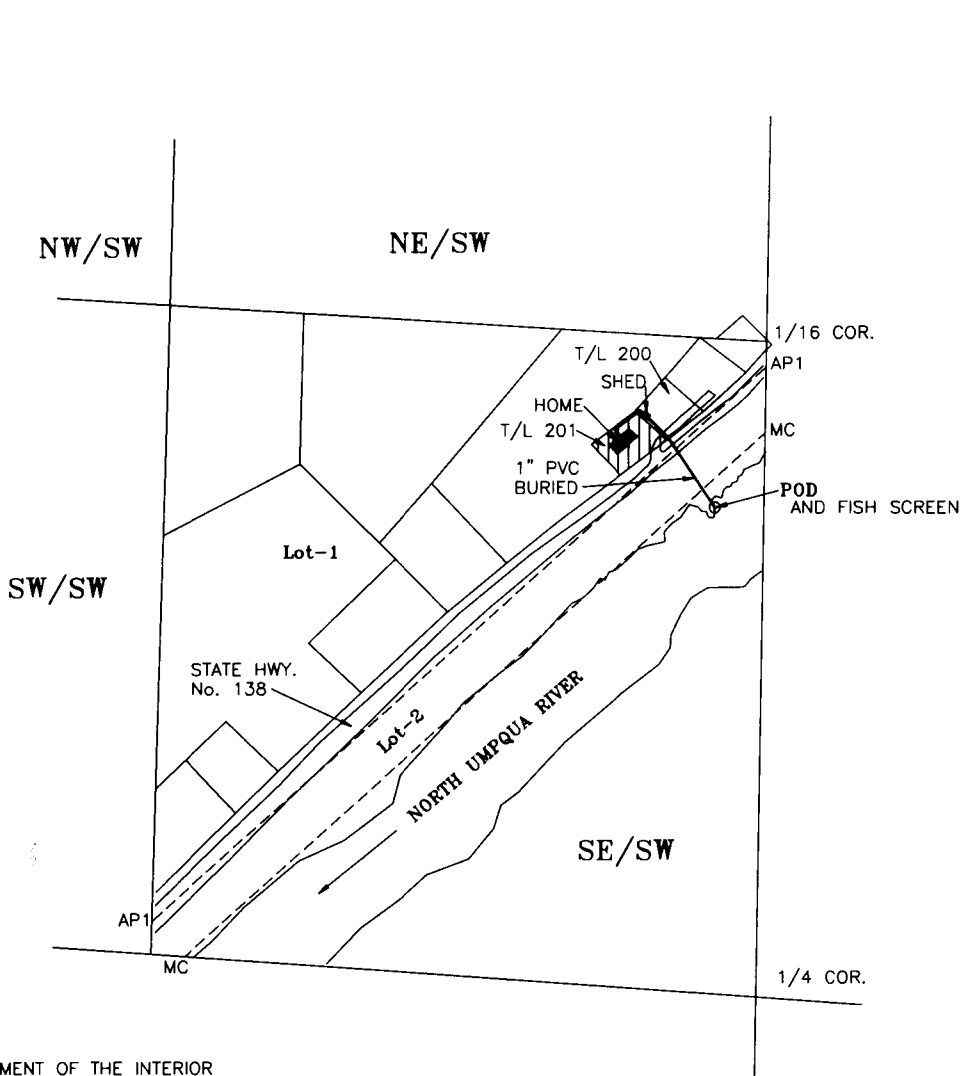 NW/SW
NE/SW
1/16 COR.
AP1
T/L 200
SHED
HOME
T/L 201
MC
1" PVC
BURIED
POD
AND FISH SCREEN
Lot-1
SW/SW
STATE HWY.
No. 138
Lot-2
NORTH UMPQUA RIVER
SE/SW
AP1
MC
1/4 COR.
MENT OF THE INTERIOR